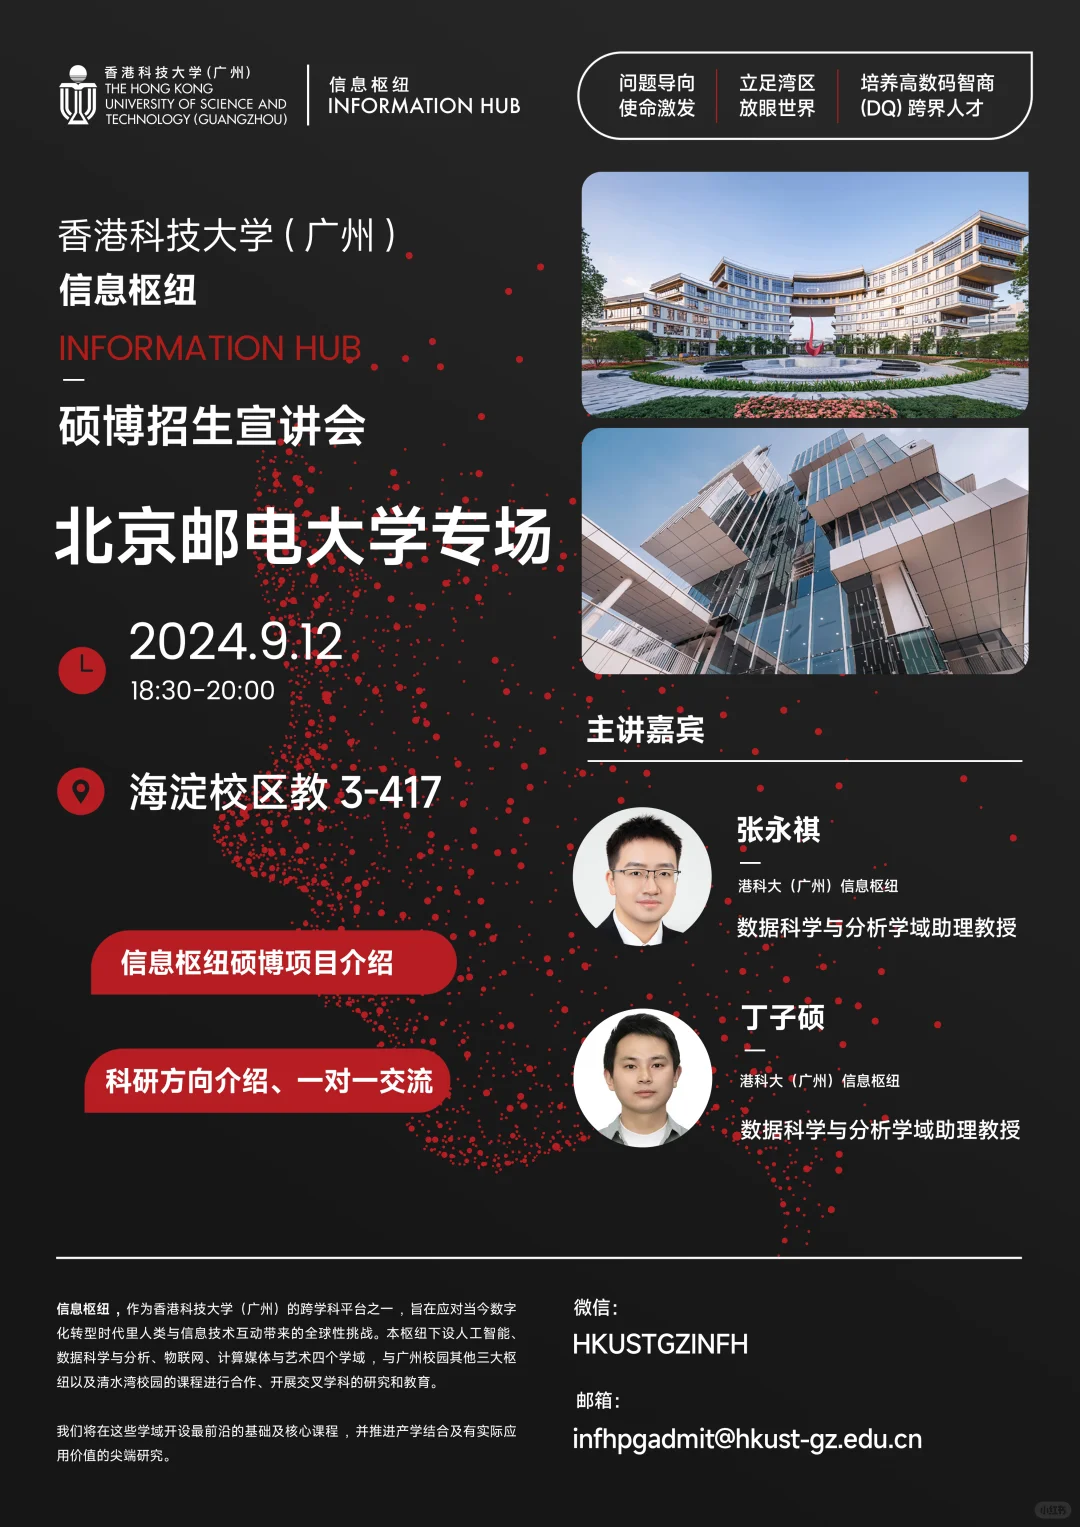 香港科技大学(广州)
THE HONG KONG
UNIVERSITY OF SCIENCE AND
TECHNOLOGY (GUANGZHOU)
信息枢纽
INFORMATION HUB
问题导向
使命激发
立足湾区
放眼世界
培养高数码智商
(DQ) 跨界人才
香港科技大学(广州)
信息枢纽
INFORMATION HUB
硕博招生宣讲会
北京邮电大学专场
2024.9.12
18:30-20:00
海淀校区教 3-417
信息枢纽硕博项目介绍
科研方向介绍、一对一交流
主讲嘉宾
张永祺
港科大（广州）信息枢纽
数据科学与分析学域助理教授
丁子硕
港科大（广州）信息枢纽
数据科学与分析学域助理教授
信息枢纽，作为香港科技大学（广州）的跨学科平台之一，旨在应对当今数字
化转型时代里人类与信息技术互动带来的全球性挑战。本枢纽下设人工智能、
数据科学与分析、物联网、计算媒体与艺术四个学域，与广州校园其他三大枢
纽以及清水湾校园的课程进行合作、开展交叉学科的研究和教育。
我们将在这些学域开设最前沿的基础及核心课程，并推进产学结合及有实际应
用价值的尖端研究。
微信：
HKUSTGZINFH
邮箱：
infhpgadmit@hkust-gz.edu.cn
小红书